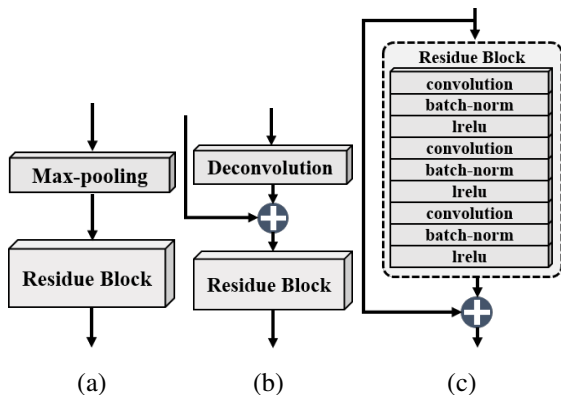 Max-pooling
Residue Block
(a)
Deconvolution
Residue Block
(b)
Residue Block
convolution
batch-norm
lrelu
convolution
batch-norm
lrelu
convolution
batch-norm
lrelu
(c)